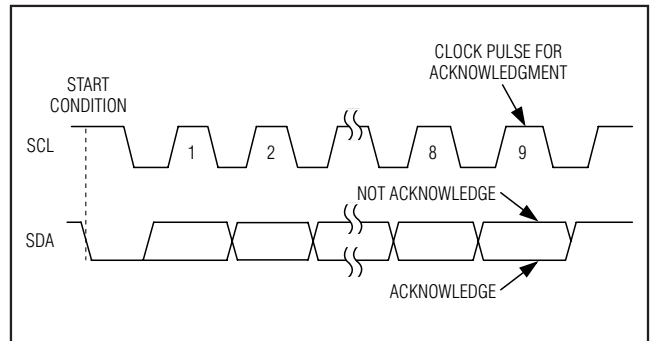 CLOCK PULSE FOR
ACKNOWLEDGMENT
START
CONDITION
SCL
1
2
8
9
NOT ACKNOWLEDGE
SDA
ACKNOWLEDGE